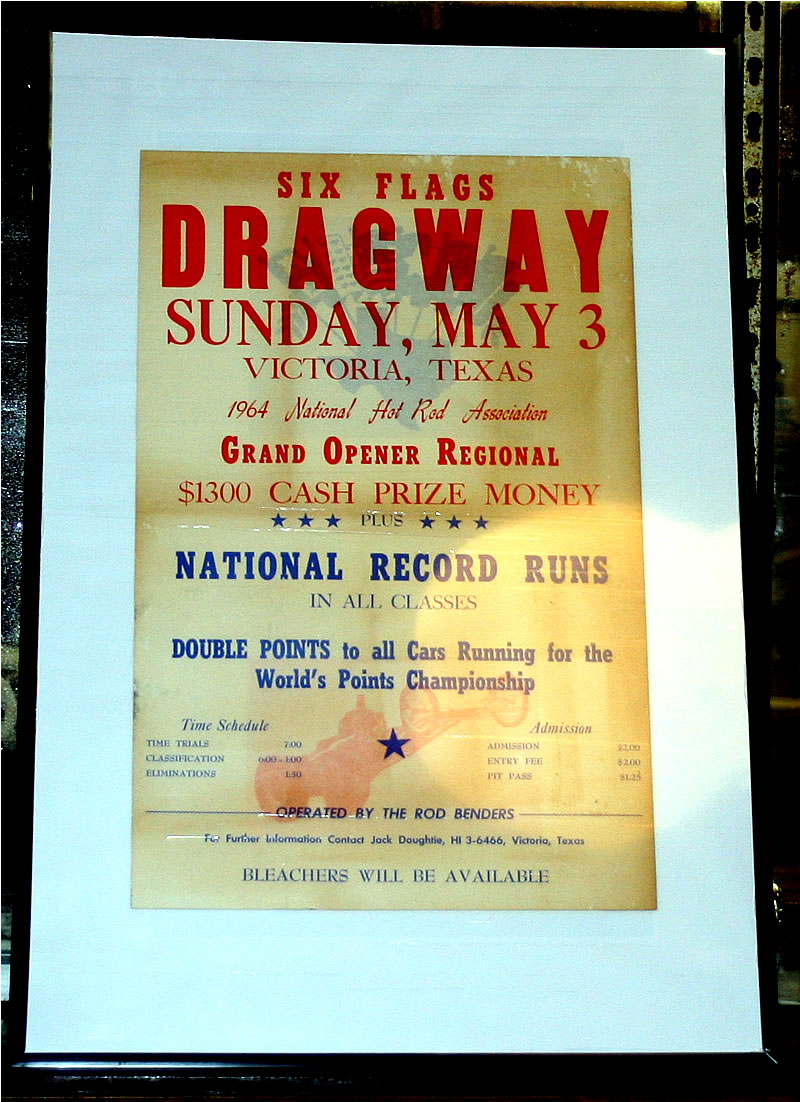 SIX FLAGS
DRAGWAY
SUNDAY, MAY 3
VICTORIA, TEXAS
1964 National Hot Rod Association
GRAND OPENER REGIONAL
$1300 CASH PRIZE MONEY
★ ★ ★ PLUS ★ ★ ★
NATIONAL RECORD RUNS
IN ALL CLASSES
DOUBLE POINTS to all Cars Running for the
World's Points Championship
Time Schedule
TIME TRIALS 7:00
CLASSIFICATION 6:00 - 1:00
ELIMINATIONS 1:30
Admission
ADMISSION $2.00
ENTRY FEE $2.00
PIT PASS $1.25
OPERATED BY THE ROD BENDERS
For Further Information Contact Jack Doughtie, HI 3-6466, Victoria, Texas
BLEACHERS WILL BE AVAILABLE